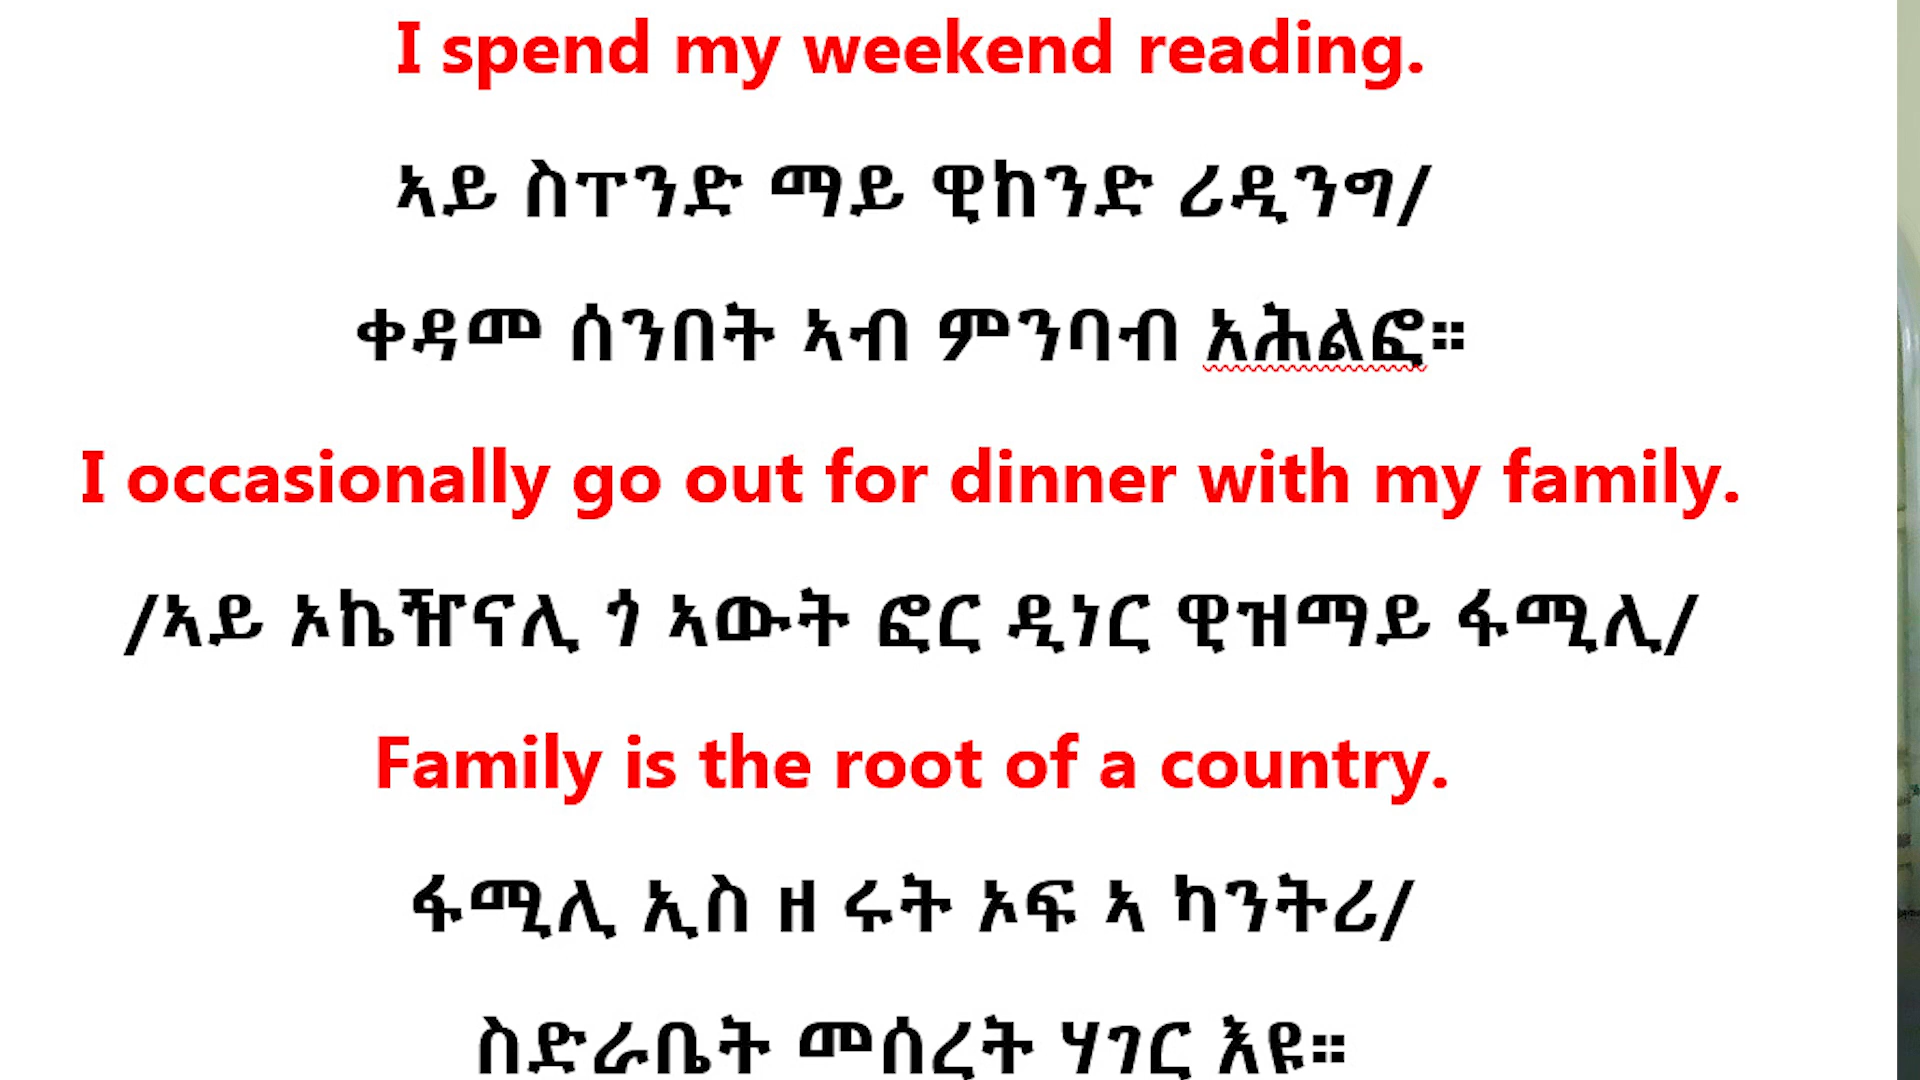 I spend my weekend reading.
ኣይ ስፐንድ ማይ ዊከንድ ሪዲንግ/
ቀዳመ ሰንበት ኣብ ምንባብ አሕልፎ።
I occasionally go out for dinner with my family.
/ኣይ ኦኬዥናሊ ጎ ኣውት ፎር ዲነር ዊዝማይ ፋሚሊ/
Family is the root of a country.
ፋሚሊ ኢስ ዘ ሩት ኦፍ ኣ ካንትሪ/
ስድራቤት መሰረት ሃገር እዩ።